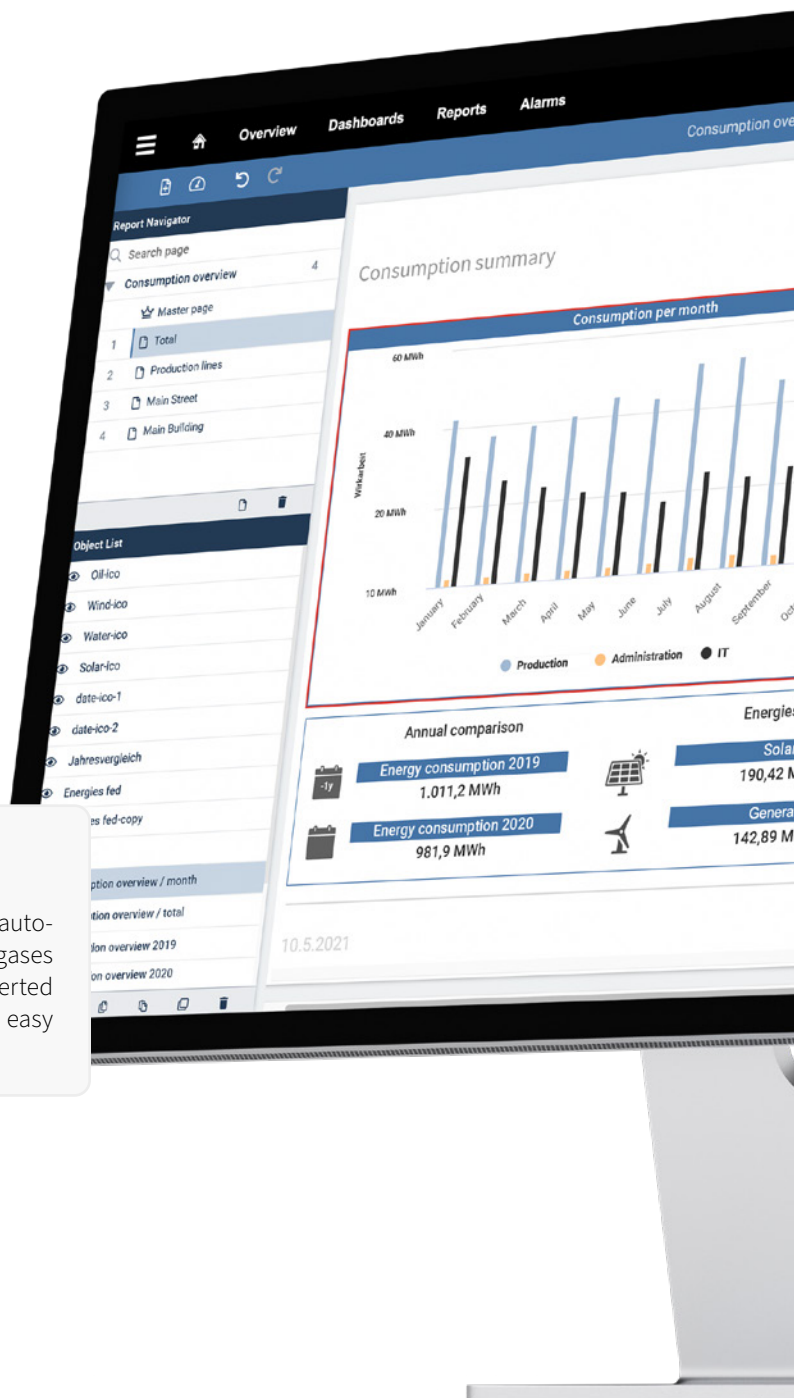 Overview Dashboards Reports Alarms
Consumption ove
Report Navigator
Search page
Consumption overview 4
Master page
1 Total
2 Production lines
3 Main Street
4 Main Building
Object List
Oil-ico
Wind-ico
Water-ico
Solar-ico
date-ico-1
date-ico-2
Jahresvergleich
Energies fed
es fed-copy
ption overview / month
tion overview / total
ion overview 2019
on overview 2020
Consumption summary
Consumption per month
60 MWh
40 MWh
20 MWh
10 MWh
Wirkarbeit
January February March April May June July August September Oct
Production Administration IT
Annual comparison
-1y
Energy consumption 2019
1.011,2 MWh
Energy consumption 2020
981,9 MWh
Energies
Sola
190,42 M
Genera
142,89 M
10.5.2021
auto-
gases
erted
easy